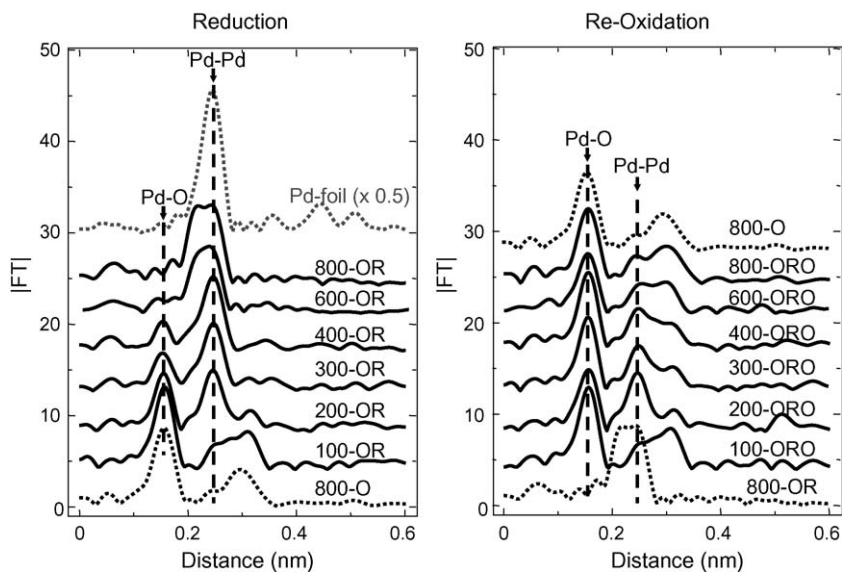 Reduction
50
40
30
20
10
0
|FT|
Pd-Pd
Pd-O
Pd-foil (x 0.5)
800-OR
600-OR
400-OR
300-OR
200-OR
100-OR
800-O
0
0.2
0.4
0.6
Distance (nm)
Re-Oxidation
50
40
30
20
10
0
|FT|
Pd-O
Pd-Pd
800-O
800-ORO
600-ORO
400-ORO
300-ORO
200-ORO
100-ORO
800-OR
0
0.2
0.4
0.6
Distance (nm)